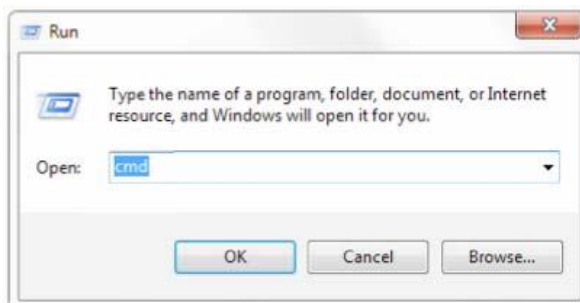 Run
Type the name of a program, folder, document, or Internet
resource, and Windows will open it for you.
Open: cmd
OK Cancel Browse...